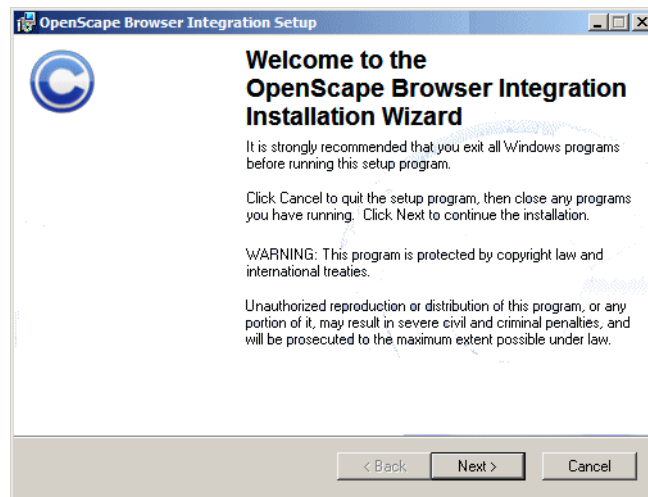 OpenScape Browser Integration Setup
Welcome to the
OpenScape Browser Integration
Installation Wizard
It is strongly recommended that you exit all Windows programs
before running this setup program.
Click Cancel to quit the setup program, then close any programs
you have running. Click Next to continue the installation.
WARNING: This program is protected by copyright law and
international treaties.
Unauthorized reproduction or distribution of this program, or any
portion of it, may result in severe civil and criminal penalties, and
will be prosecuted to the maximum extent possible under law.
< Back Next > Cancel